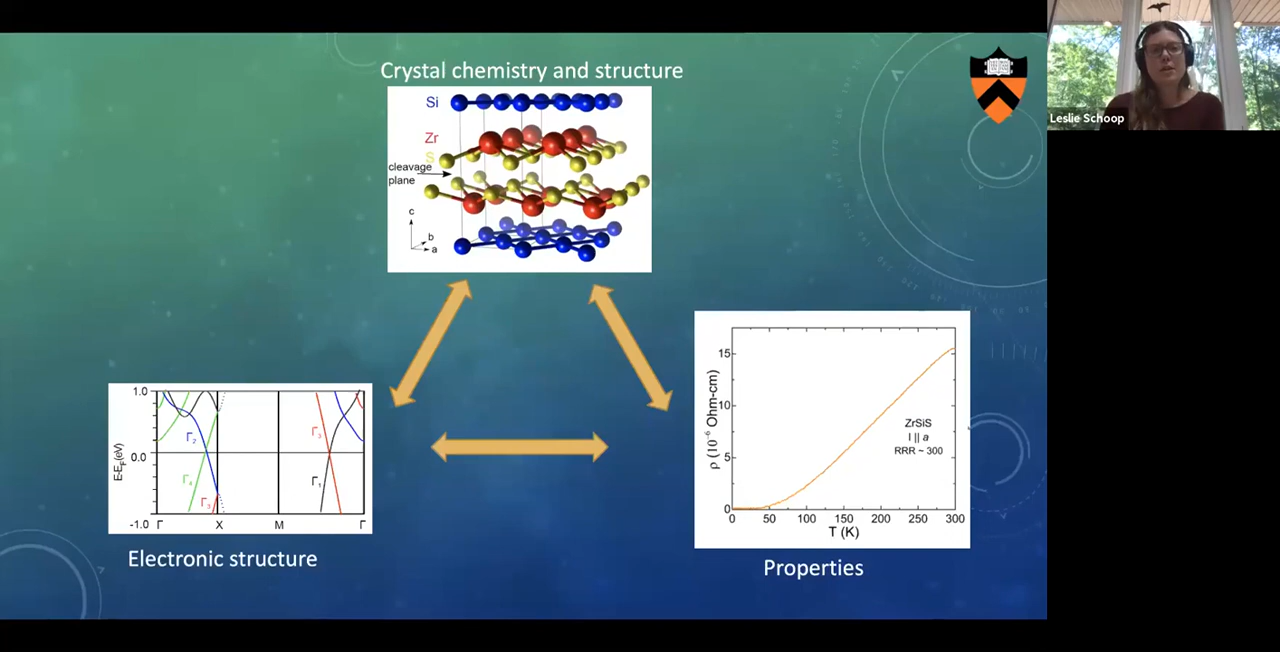 Crystal chemistry and structure
Si
Zr
S
cleavage
plane
c
b
a
Leslie Schoop
1.0
0.0
-1.0
E-E_F(eV)
Γ₂
Γ₄
Γ₃
Γ₃
Γ₁
Γ
X
M
Γ
Electronic structure
15
10
5
0
ρ (10⁻⁶ Ohm-cm)
ZrSiS
I || a
RRR ~ 300
0
50
100
150
200
250
300
T (K)
Properties